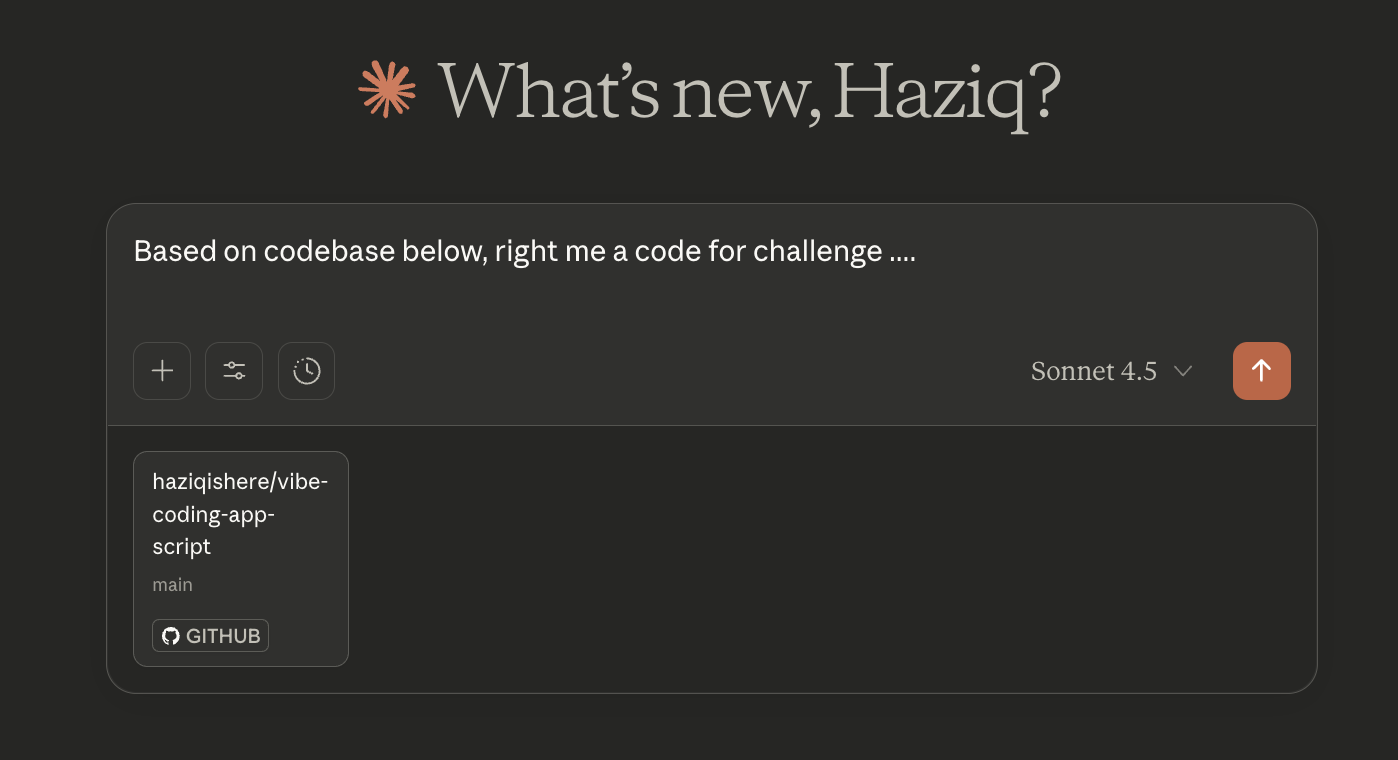 What's new, Haziq?
Based on codebase below, right me a code for challenge ....
Sonnet 4.5
haziqishere/vibe-
coding-app-
script
main
GITHUB